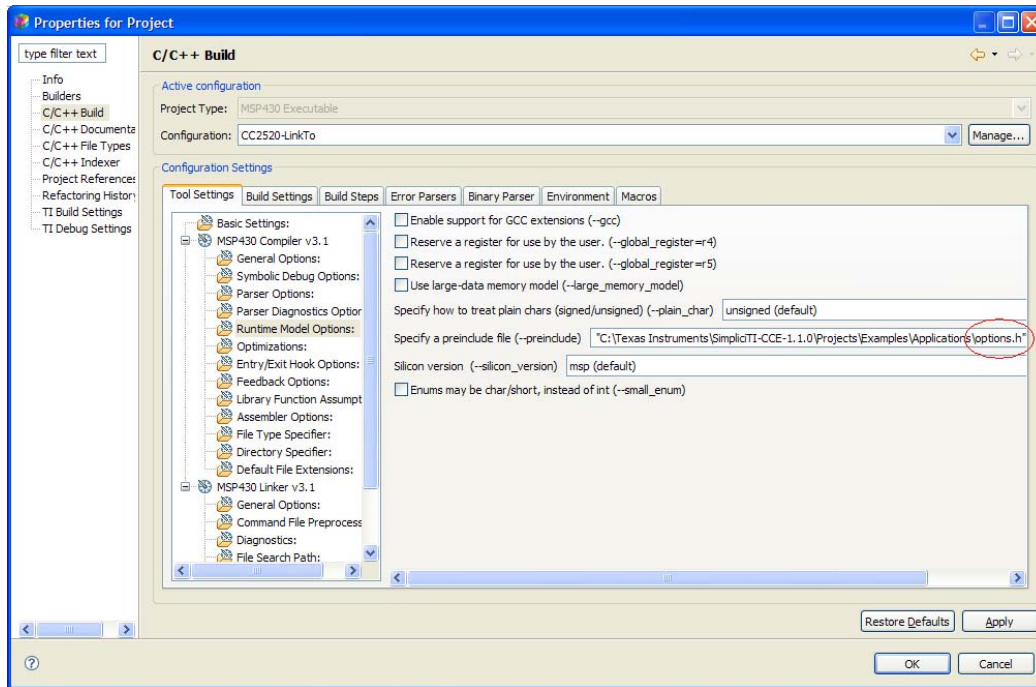 Properties for Project
type filter text
Info
Builders
C/C++ Build
C/C++ Documenta
C/C++ File Types
C/C++ Indexer
Project References
Refactoring History
TI Build Settings
TI Debug Settings
C/C++ Build
Active configuration
Project Type: MSP430 Executable
Configuration: CC2520-LinkTo Manage...
Configuration Settings
Tool Settings Build Settings Build Steps Error Parsers Binary Parser Environment Macros
Basic Settings:
MSP430 Compiler v3.1
General Options:
Symbolic Debug Options:
Parser Options:
Parser Diagnostics Option
Runtime Model Options:
Optimizations:
Entry/Exit Hook Options:
Feedback Options:
Library Function Assumpt
Assembler Options:
File Type Specifier:
Directory Specifier:
Default File Extensions:
MSP430 Linker v3.1
General Options:
Command File Preprocess
Diagnostics:
File Search Path:
Enable support for GCC extensions (--gcc)
Reserve a register for use by the user. (--global_register=r4)
Reserve a register for use by the user. (--global_register=r5)
Use large-data memory model (--large_memory_model)
Specify how to treat plain chars (signed/unsigned) (--plain_char) unsigned (default)
Specify a preinclude file (--preinclude) "C:\Texas Instruments\SimpliciTI-CCE-1.1.0\Projects\Examples\Applications\options.h"
Silicon version (--silicon_version) msp (default)
Enums may be char/short, instead of int (--small_enum)
Restore Defaults Apply
? OK Cancel